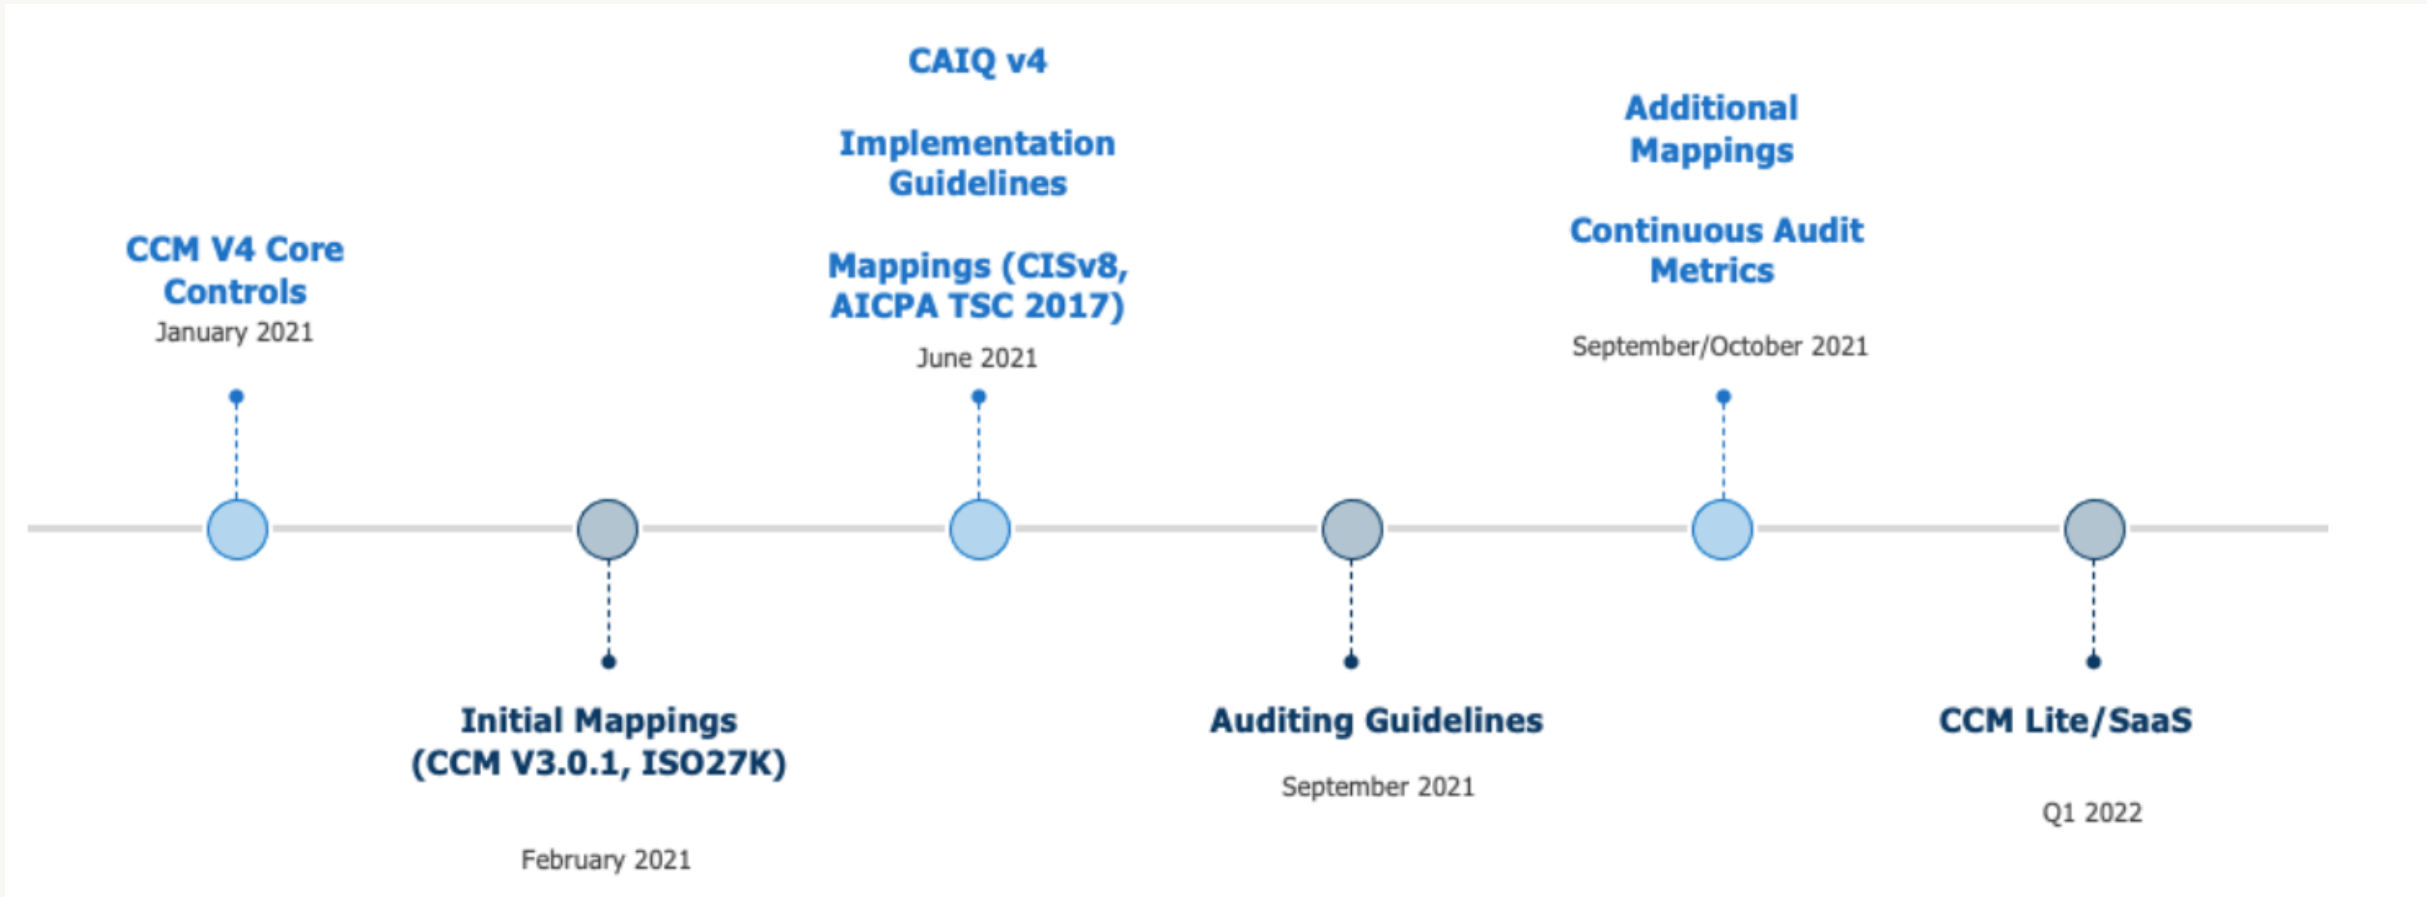 CCM V4 Core
Controls
January 2021
Initial Mappings
(CCM V3.0.1, ISO27K)
February 2021
CAIQ v4
Implementation
Guidelines
Mappings (CISv8,
AICPA TSC 2017)
June 2021
Auditing Guidelines
September 2021
Additional
Mappings
Continuous Audit
Metrics
September/October 2021
CCM Lite/SaaS
Q1 2022